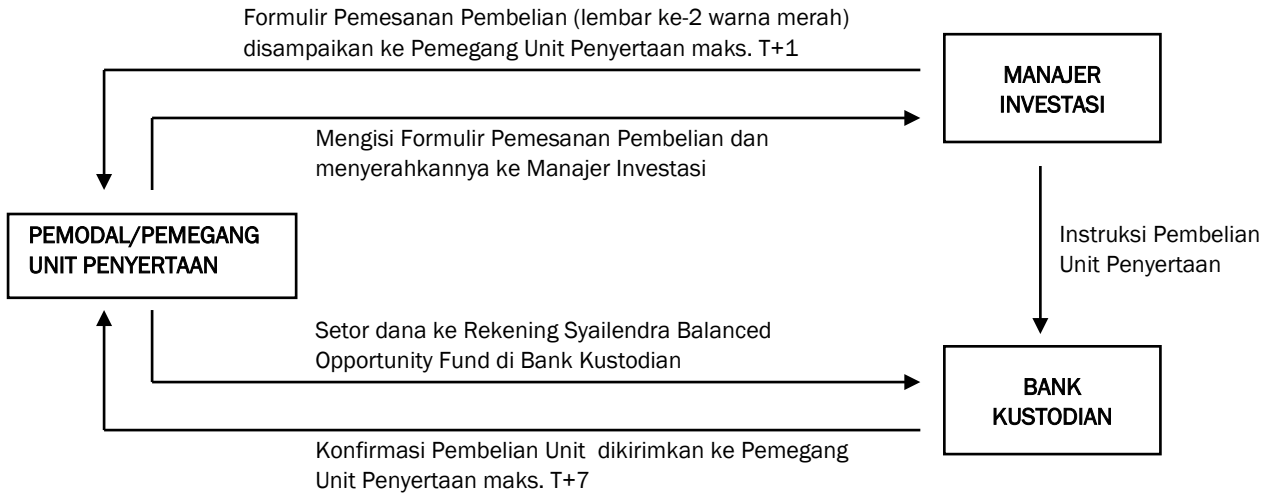 Formulir Pemesanan Pembelian (lembar ke-2 warna merah)
disampaikan ke Pemegang Unit Penyertaan maks. T+1
MANAJER
INVESTASI
Mengisi Formulir Pemesanan Pembelian dan
menyerahkannya ke Manajer Investasi
PEMODAL/PEMEGANG
UNIT PENYERTAAN
Instruksi Pembelian
Unit Penyertaan
Setor dana ke Rekening Syailendra Balanced
Opportunity Fund di Bank Kustodian
BANK
KUSTODIAN
Konfirmasi Pembelian Unit  dikirimkan ke Pemegang
Unit Penyertaan maks. T+7